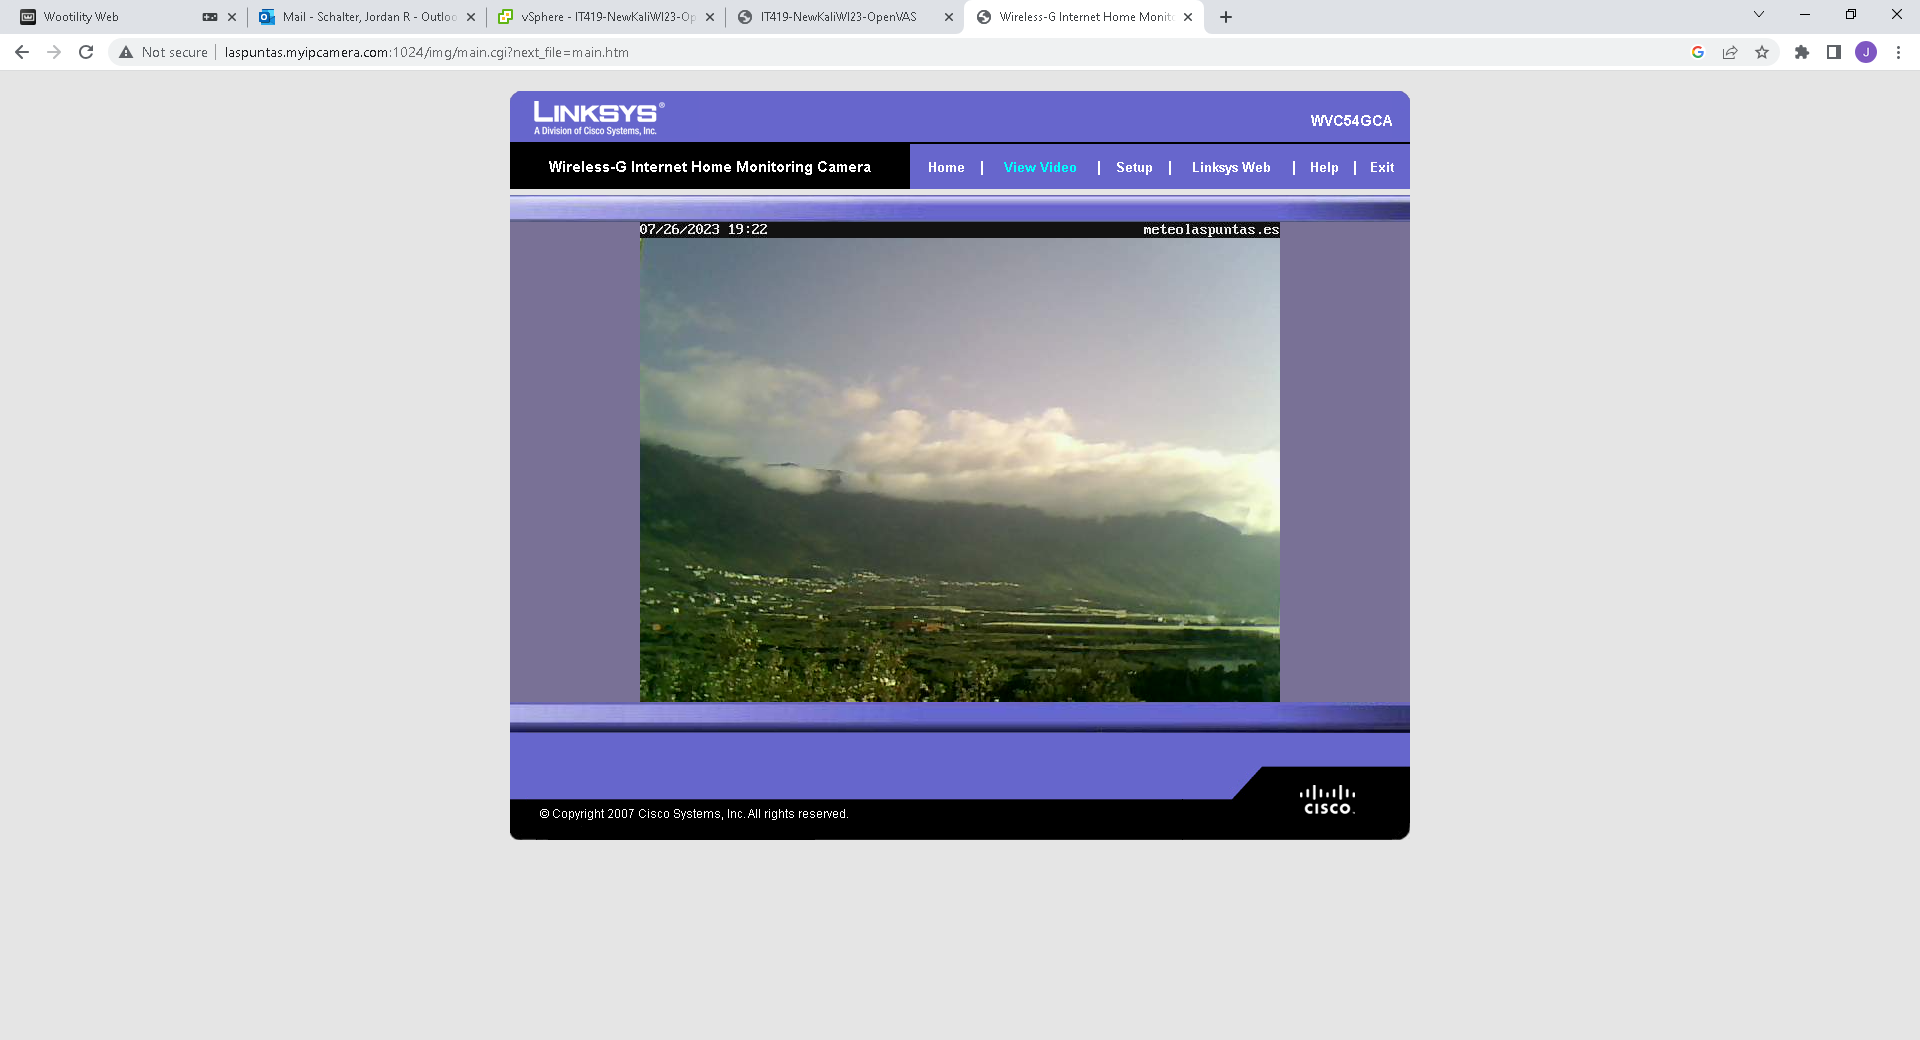 Wootility Web
Mail - Schalter, Jordan R - Outloo
vSphere - IT419-NewKaliWI23-Op
IT419-NewKaliWI23-OpenVAS
Wireless-G Internet Home Monito
Not secure
laspuntas.myipcamera.com:1024/img/main.cgi?next_file=main.htm
J
LINKSYS®
A Division of Cisco Systems, Inc.
WVC54GCA
Wireless-G Internet Home Monitoring Camera
Home | View Video | Setup | Linksys Web | Help | Exit
07/26/2023 19:22
meteolaspuntas.es
CISCO.
© Copyright 2007 Cisco Systems, Inc. All rights reserved.